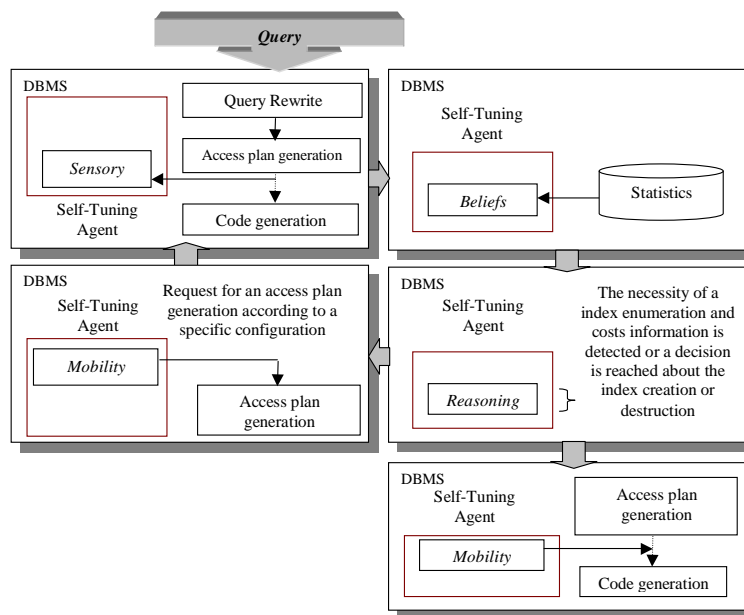 Query
DBMS
Query Rewrite
Access plan generation
Sensory
Self-Tuning
Agent
Code generation
DBMS
Self-Tuning
Agent
Beliefs
Statistics
DBMS
Self-Tuning
Agent
Request for an access plan
generation according to a
specific configuration
Mobility
Access plan
generation
DBMS
Self-Tuning
Agent
Reasoning
The necessity of a
index enumeration and
costs information is
detected or a decision
is reached about the
index creation or
destruction
DBMS
Self-Tuning
Agent
Mobility
Access plan
generation
Code generation